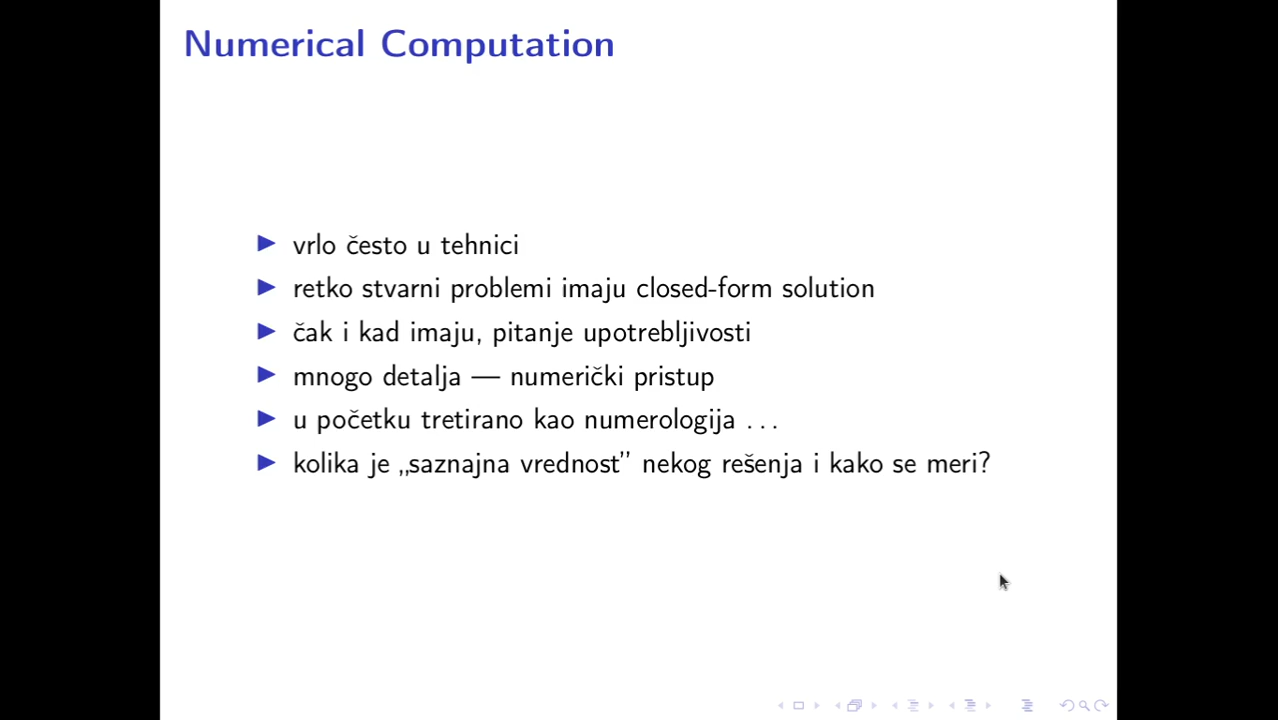 Numerical Computation
vrlo često u tehnici
retko stvarni problemi imaju closed-form solution
čak i kad imaju, pitanje upotrebljivosti
mnogo detalja — numerički pristup
u početku tretirano kao numerologija ...
kolika je „saznajna vrednost” nekog rešenja i kako se meri?